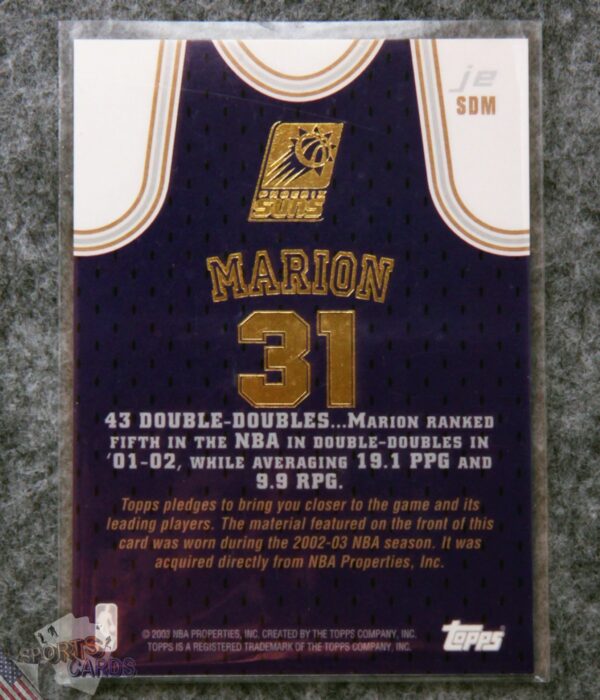 je
SDM
PHOENIX
SUNS
MARION
31
43 DOUBLE-DOUBLES...MARION RANKED
FIFTH IN THE NBA IN DOUBLE-DOUBLES IN
'01-02, WHILE AVERAGING 19.1 PPG AND
9.9 RPG.
Topps pledges to bring you closer to the game and its
leading players. The material featured on the front of this
card was worn during the 2002-03 NBA season. It was
acquired directly from NBA Properties, Inc.
© 2003 NBA PROPERTIES, INC. CREATED BY THE TOPPS COMPANY, INC.
TOPPS IS A REGISTERED TRADEMARK OF THE TOPPS COMPANY, INC.
topps
SPORTS
CARDS